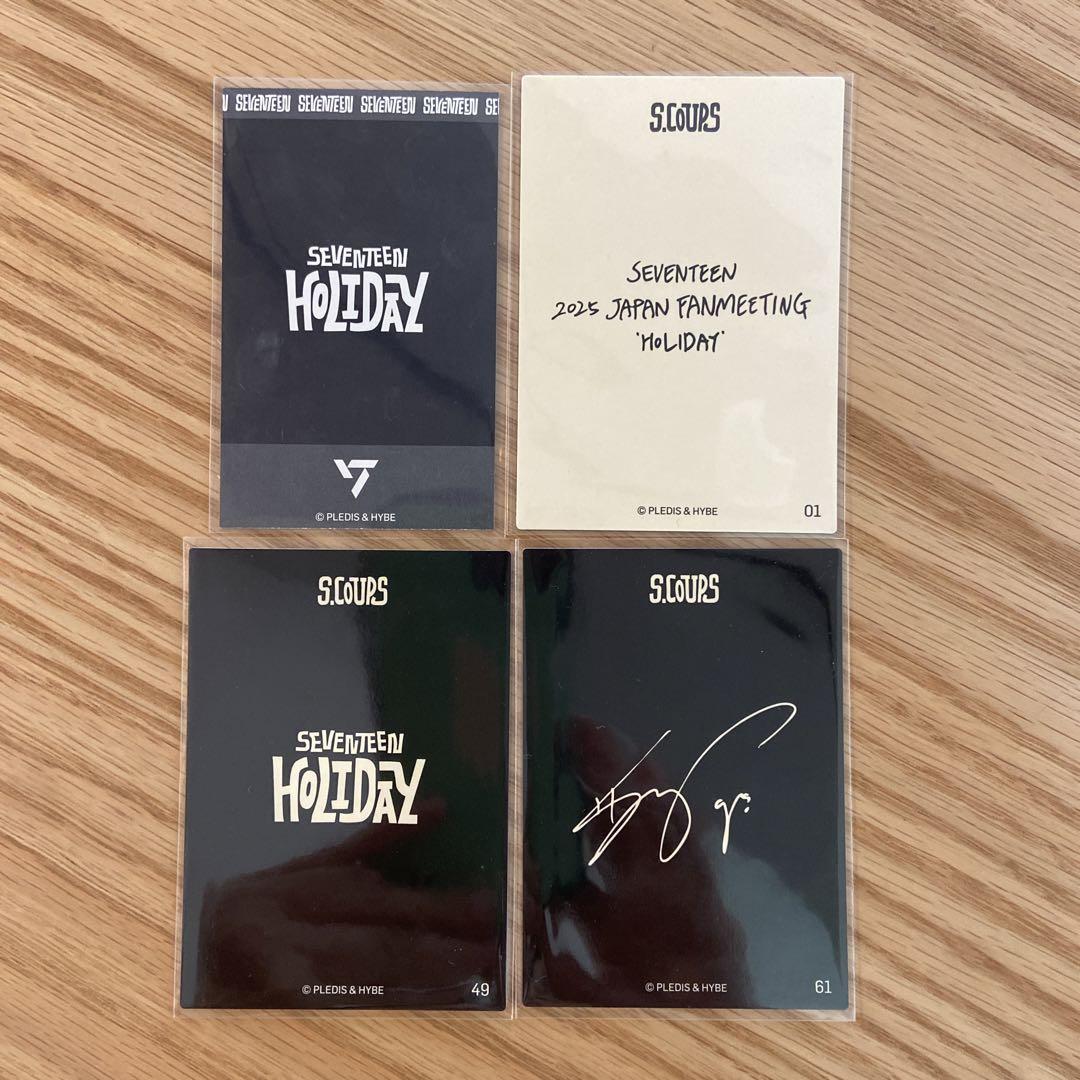 SEVENTEEN SEVENTEEN SEVENTEEN SEVENTEEN SE
SEVENTEEN
HOLIDAY
© PLEDIS & HYBE
S.COUPS
SEVENTEEN
2025 JAPAN FANMEETING
'HOLIDAY'
© PLEDIS & HYBE
01
S.COUPS
SEVENTEEN
HOLIDAY
© PLEDIS & HYBE
49
S.COUPS
© PLEDIS & HYBE
61